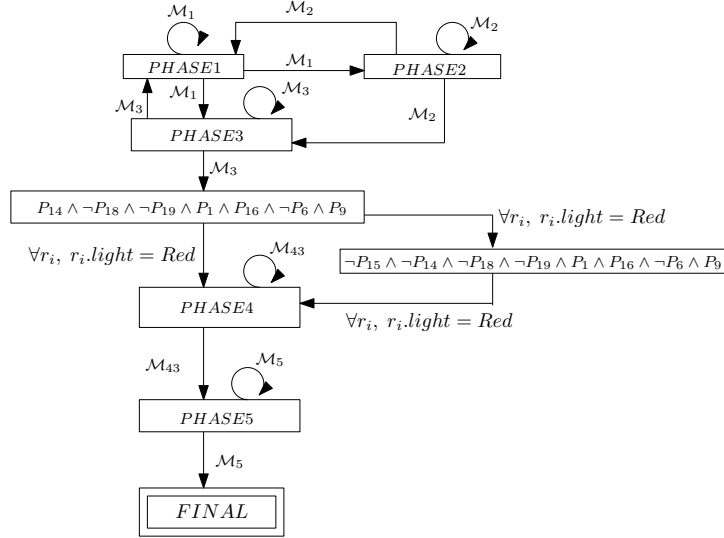 ℳ₁
ℳ₂
ℳ₂
PHASE1
ℳ₁
PHASE2
ℳ₃
ℳ₁
ℳ₃
ℳ₂
PHASE3
ℳ₃
P₁₄ ∧ ¬P₁₈ ∧ ¬P₁₉ ∧ P₁ ∧ P₁₆ ∧ ¬P₆ ∧ P₉
∀rᵢ, rᵢ.light = Red
∀rᵢ, rᵢ.light = Red
ℳ₄₃
¬P₁₅ ∧ ¬P₁₄ ∧ ¬P₁₈ ∧ ¬P₁₉ ∧ P₁ ∧ P₁₆ ∧ ¬P₆ ∧ P₉
PHASE4
∀rᵢ, rᵢ.light = Red
ℳ₄₃
ℳ₅
PHASE5
ℳ₅
FINAL